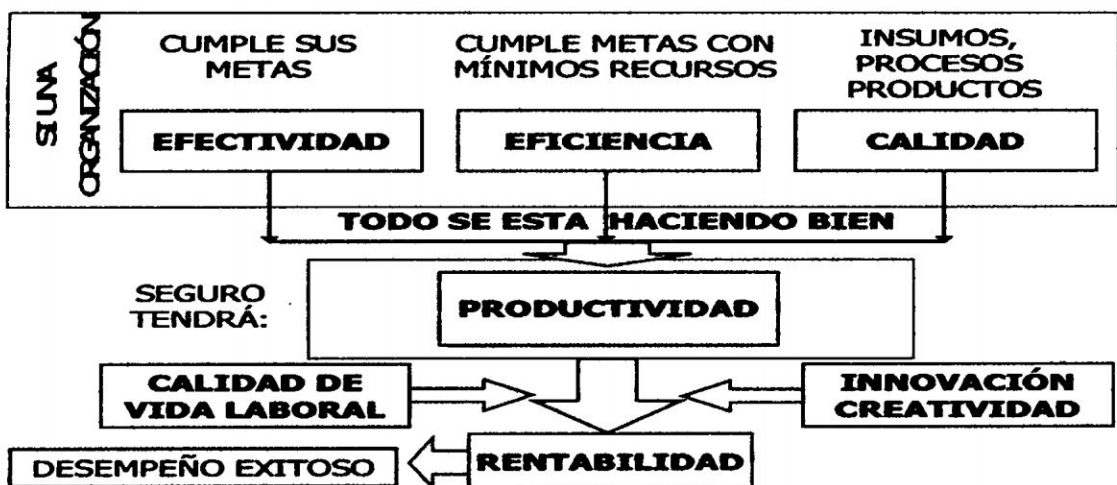 SI UNA
ORGANIZACIÓN
CUMPLE SUS
METAS
CUMPLE METAS CON
MÍNIMOS RECURSOS
INSUMOS,
PROCESOS
PRODUCTOS
EFECTIVIDAD
EFICIENCIA
CALIDAD
TODO SE ESTA HACIENDO BIEN
SEGURO
TENDRÁ:
PRODUCTIVIDAD
CALIDAD DE
VIDA LABORAL
INNOVACIÓN
CREATIVIDAD
DESEMPEÑO EXITOSO
RENTABILIDAD